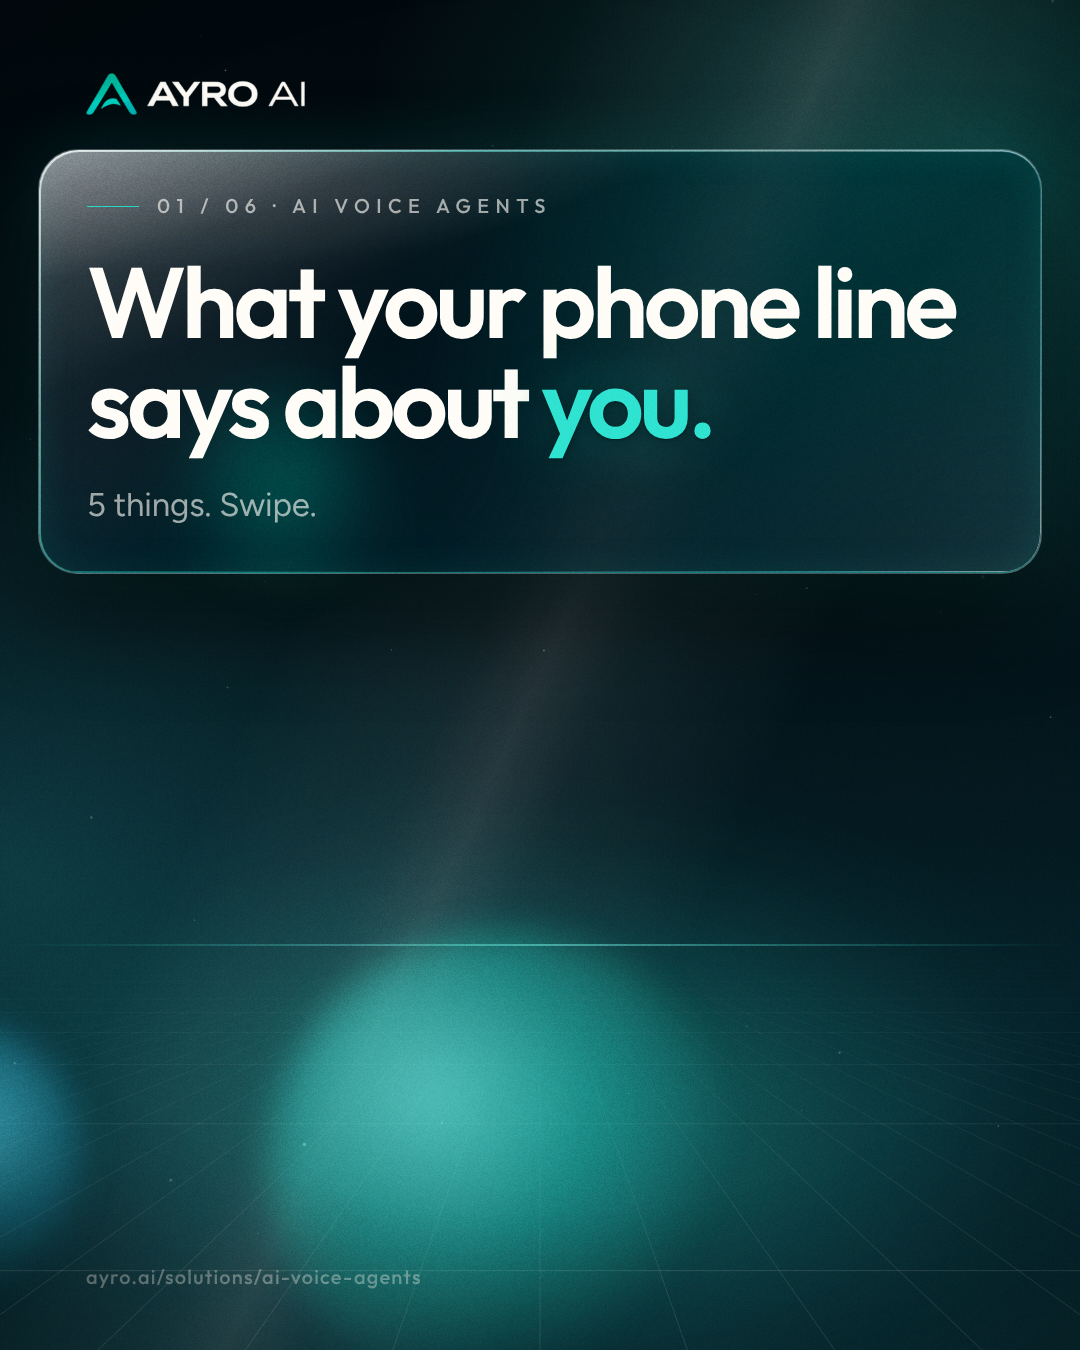 AYRO AI
01 / 06 · AI VOICE AGENTS
What your phone line
says about you.
5 things. Swipe.
ayro.ai/solutions/ai-voice-agents